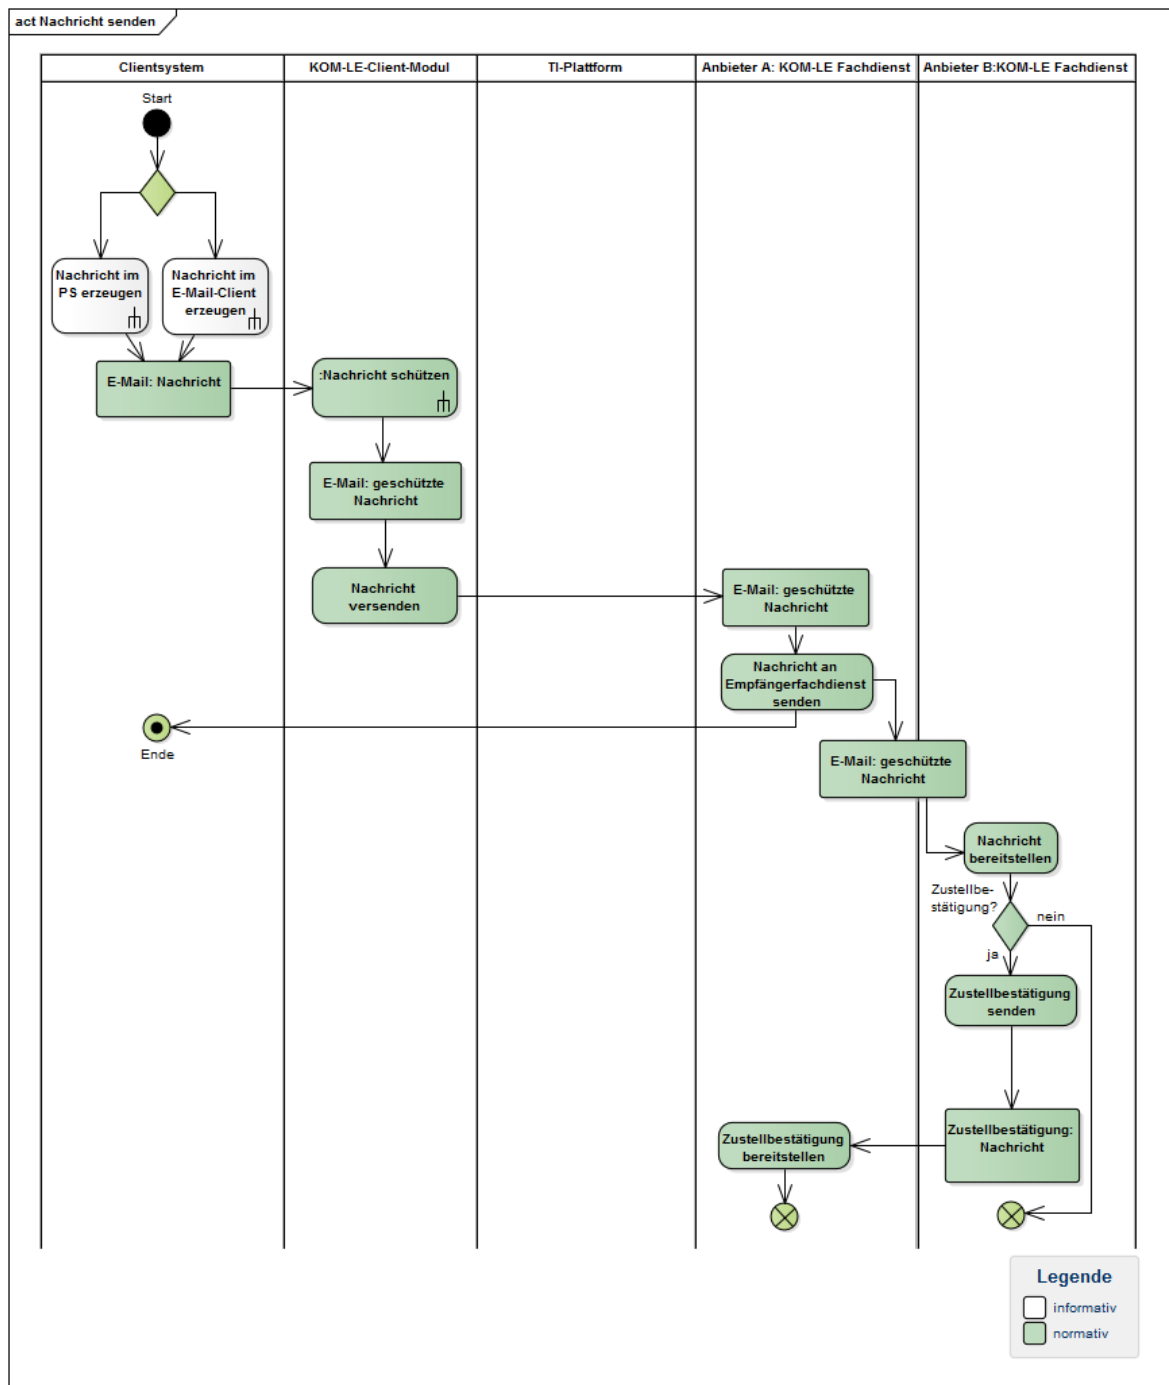 act Nachricht senden
Clientsystem
KOM-LE-Client-Modul
TI-Plattform
Anbieter A: KOM-LE Fachdienst
Anbieter B:KOM-LE Fachdienst
Start
Nachricht im
PS erzeugen
Nachricht im
E-Mail-Client
erzeugen
E-Mail: Nachricht
:Nachricht schützen
E-Mail: geschützte
Nachricht
Nachricht
versenden
E-Mail: geschützte
Nachricht
Nachricht an
Empfängerfachdienst
senden
Ende
E-Mail: geschützte
Nachricht
Nachricht
bereitstellen
Zustellbe-
stätigung?
nein
ja
Zustellbestätigung
senden
Zustellbestätigung:
Nachricht
Zustellbestätigung
bereitstellen
Legende
informativ
normativ